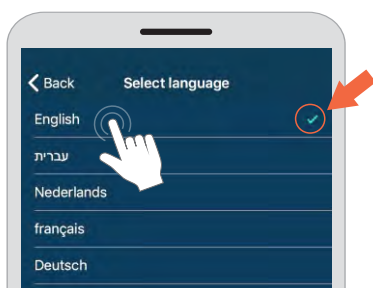 Back Select language
English
עברית
Nederlands
français
Deutsch